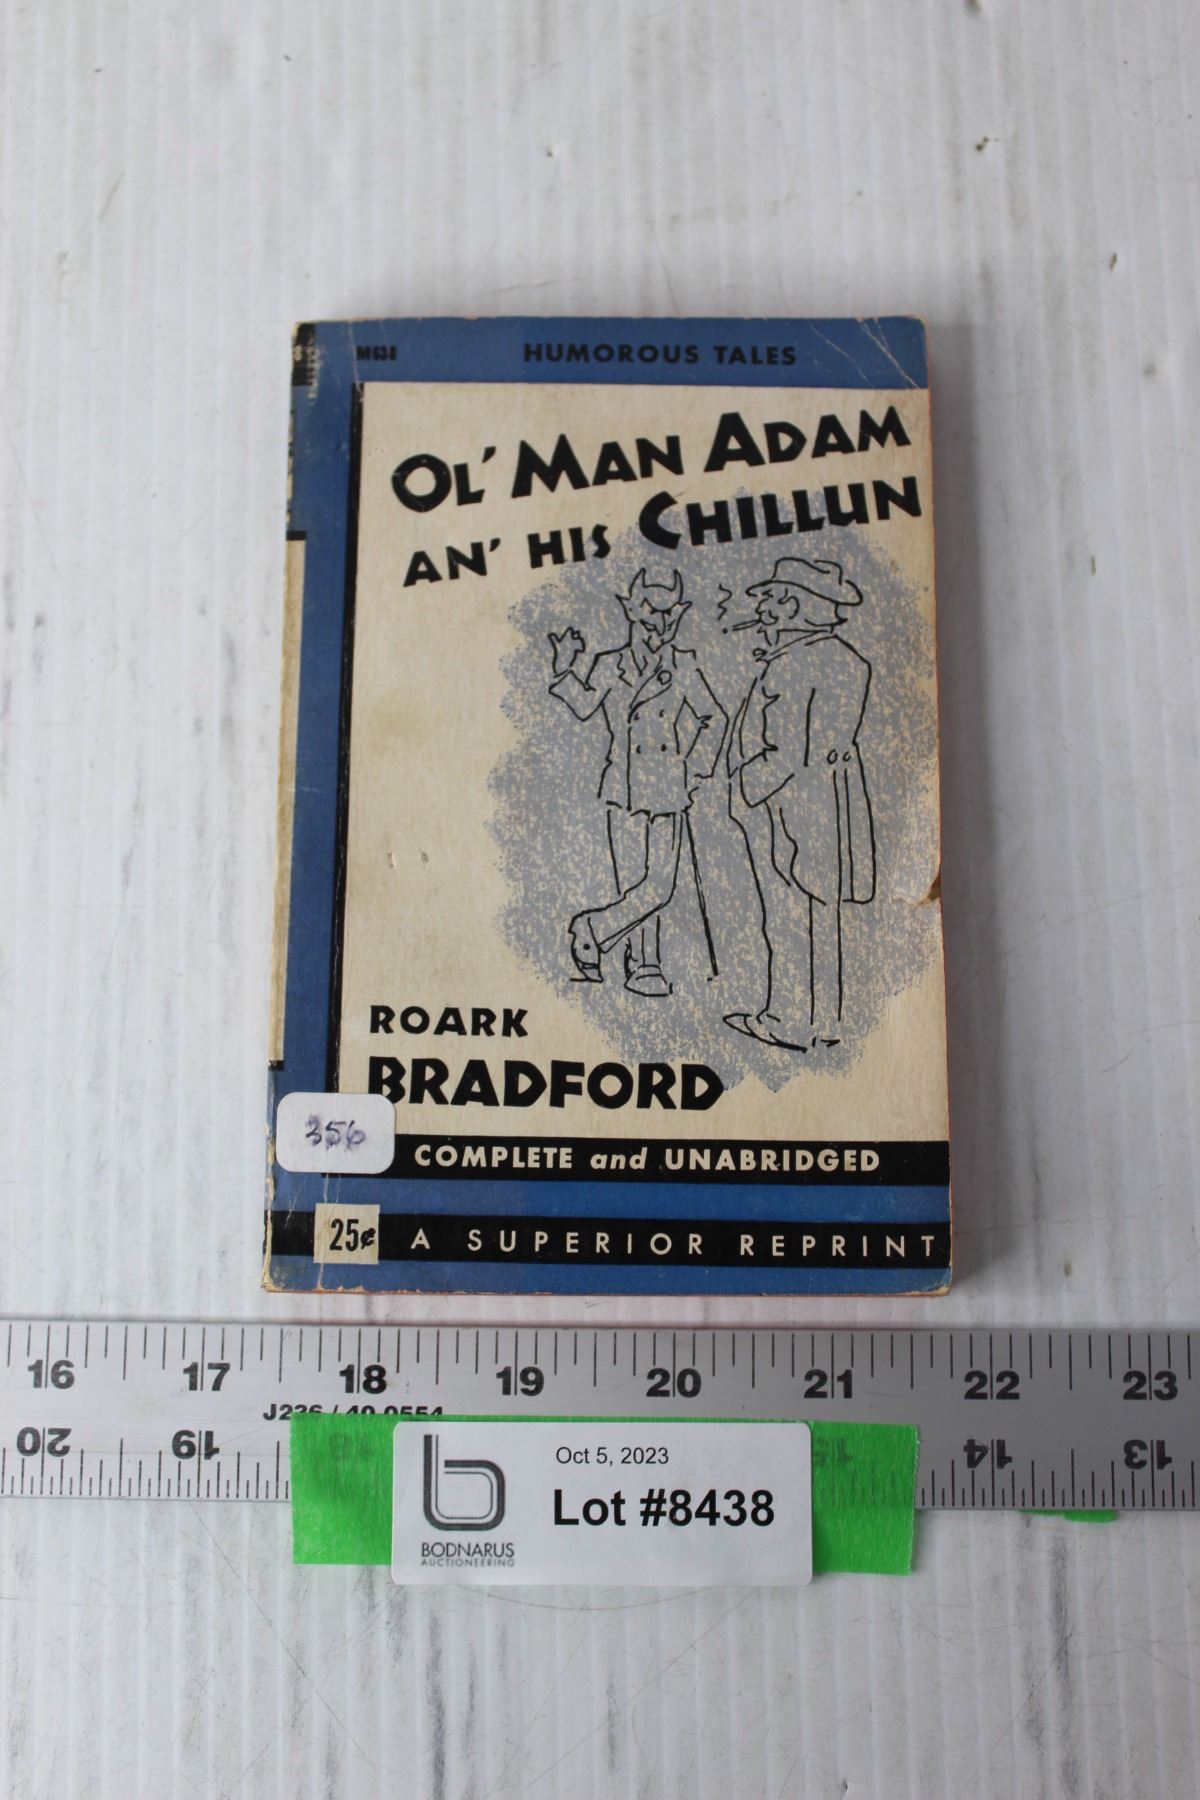 M638 HUMOROUS TALES
OL' MAN ADAM
AN' HIS CHILLUN
ROARK
BRADFORD
356
COMPLETE and UNABRIDGED
25¢ A SUPERIOR REPRINT
16 17 18 19 20 21 22 23
20 19 14 13
Oct 5, 2023
Lot #8438
b
BODNARUS
AUCTIONEERING